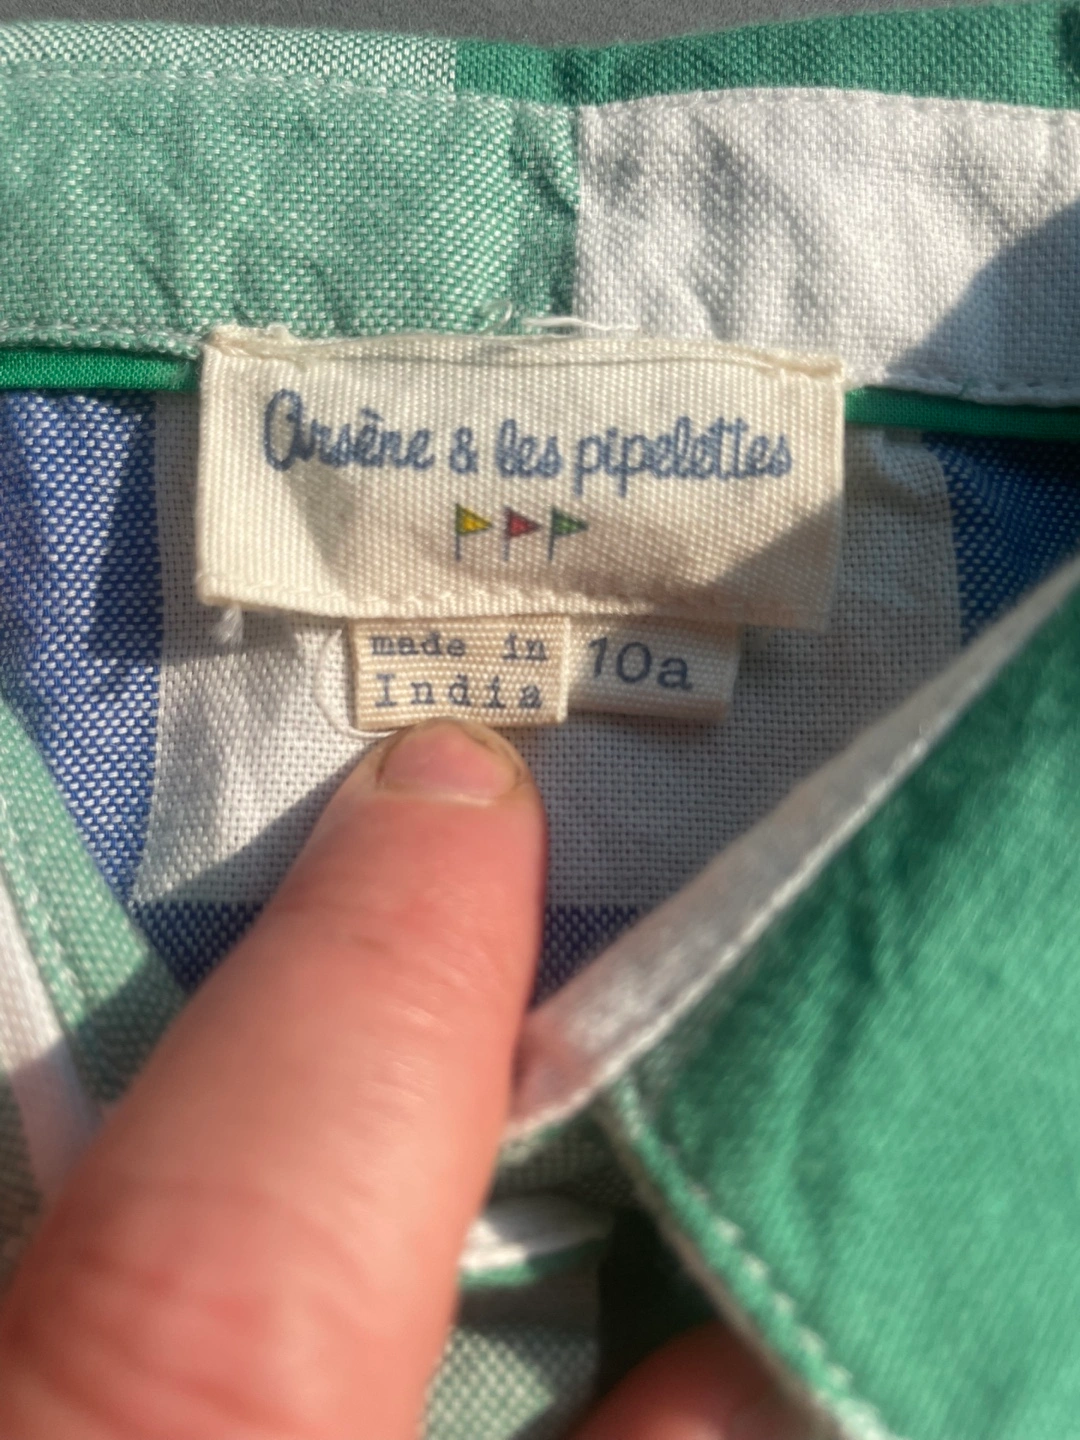 Arsène & les pipelettes
made in
India
10a